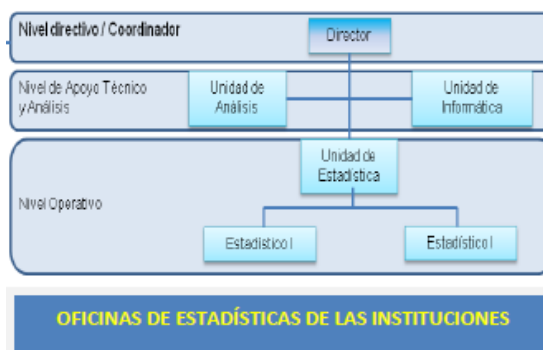 Nivel directivo / Coordinador
Director
Nivel de Apoyo Técnico
y Análisis
Unidad de
Análisis
Unidad de
Informática
Unidad de
Estadística
Nivel Operativo
Estadístico I
Estadístico I
OFICINAS DE ESTADÍSTICAS DE LAS INSTITUCIONES